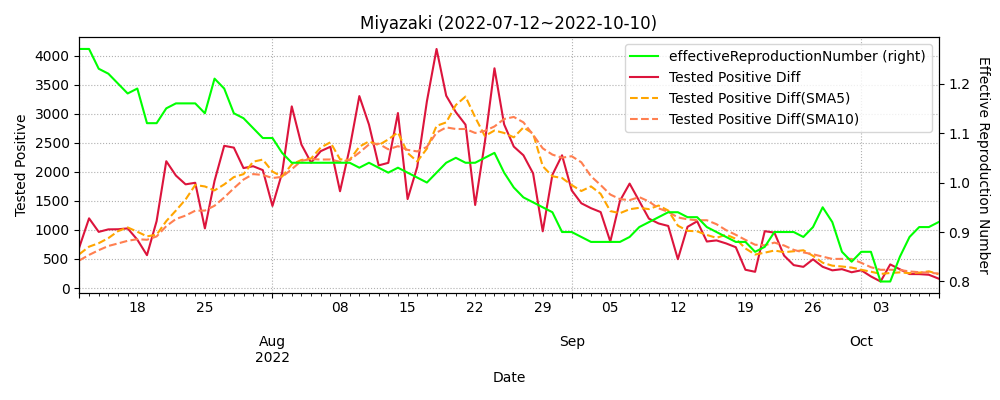 Miyazaki (2022-07-12~2022-10-10)
effectiveReproductionNumber (right)
Tested Positive Diff
Tested Positive Diff(SMA5)
Tested Positive Diff(SMA10)
Tested Positive
4000
3500
3000
2500
2000
1500
1000
500
0
Effective Reproduction Number
1.2
1.1
1.0
0.9
0.8
18 25 08 15 22 29 05 12 19 26 03
Aug Sep Oct
2022
Date